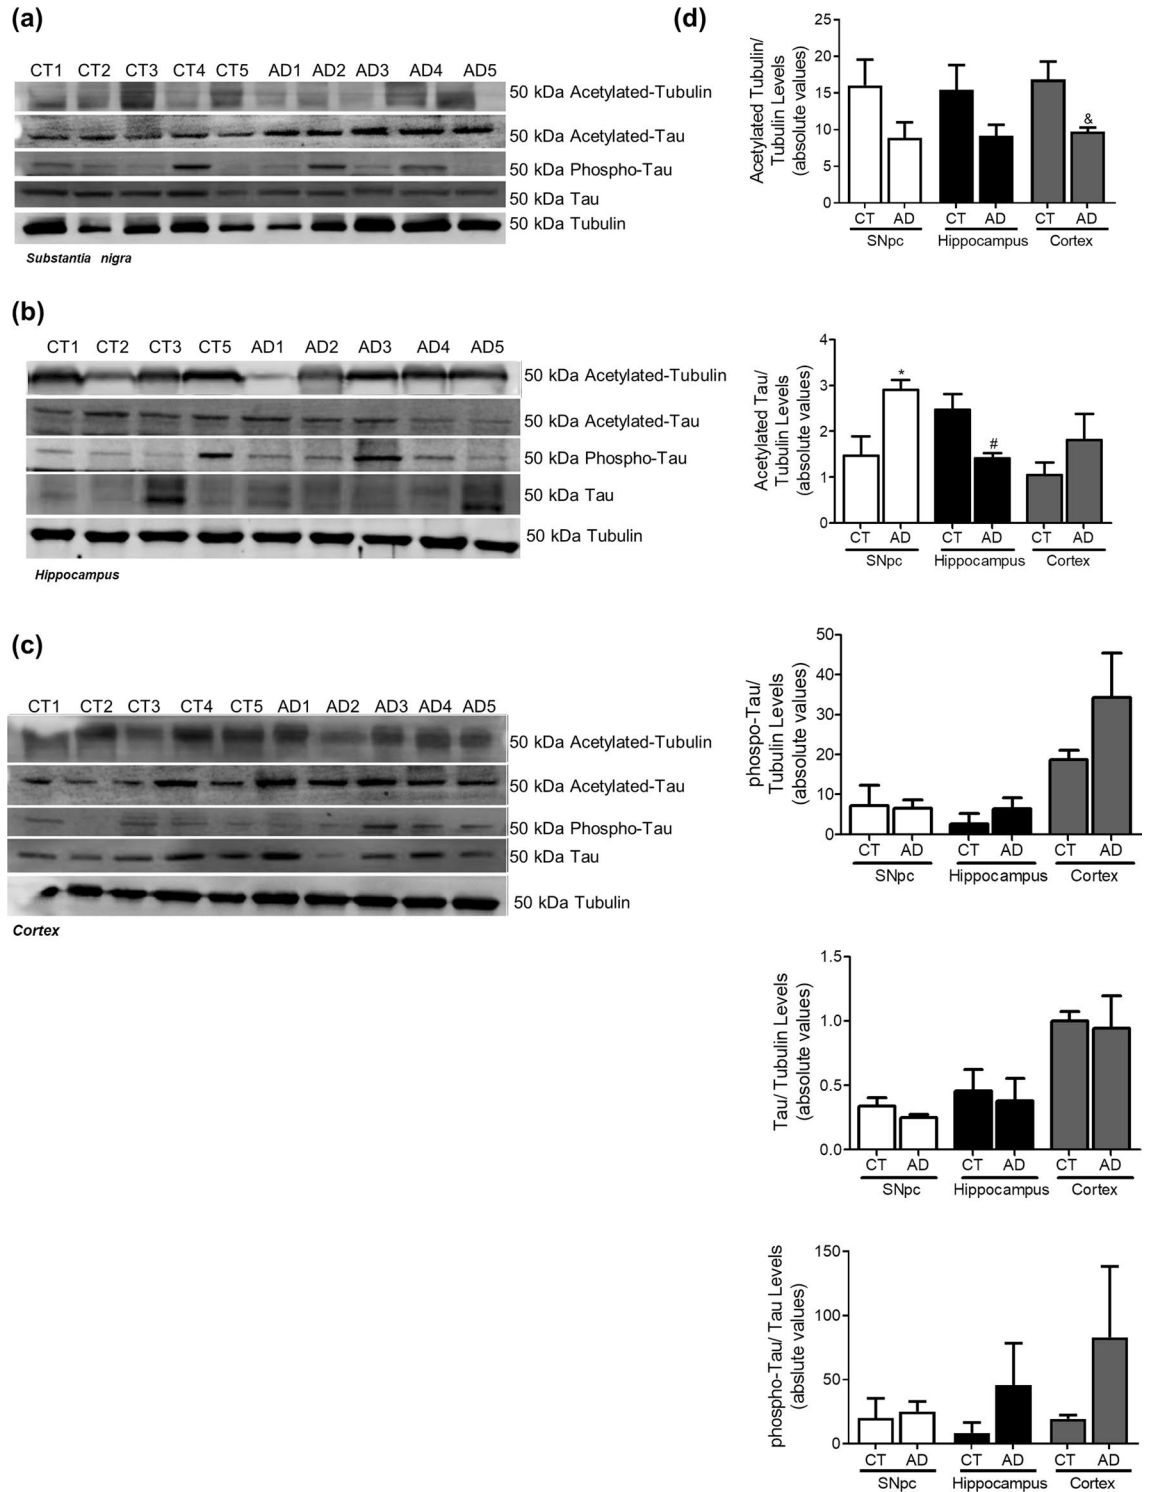 (a)
CT1 CT2 CT3 CT4 CT5 AD1 AD2 AD3 AD4 AD5
50 kDa Acetylated-Tubulin
50 kDa Acetylated-Tau
50 kDa Phospho-Tau
50 kDa Tau
50 kDa Tubulin
Substantia nigra
(b)
CT1 CT2 CT3 CT5 AD1 AD2 AD3 AD4 AD5
50 kDa Acetylated-Tubulin
50 kDa Acetylated-Tau
50 kDa Phospho-Tau
50 kDa Tau
50 kDa Tubulin
Hippocampus
(c)
CT1 CT2 CT3 CT4 CT5 AD1 AD2 AD3 AD4 AD5
50 kDa Acetylated-Tubulin
50 kDa Acetylated-Tau
50 kDa Phospho-Tau
50 kDa Tau
50 kDa Tubulin
Cortex
(d)
Acetylated Tubulin/
Tubulin Levels
(absolute values)
25
20
15
10
5
0
&
CT AD CT AD CT AD
SNpc Hippocampus Cortex
Acetylated Tau/
Tubulin Levels
(absolute values)
4
3
2
1
0
*
#
CT AD CT AD CT AD
SNpc Hippocampus Cortex
phospo-Tau/
Tubulin Levels
(absolute values)
50
40
30
20
10
0
CT AD CT AD CT AD
SNpc Hippocampus Cortex
Tau/ Tubulin Levels
(absolute values)
1.5
1.0
0.5
0.0
CT AD CT AD CT AD
SNpc Hippocampus Cortex
phospho-Tau/ Tau Levels
(abslute values)
150
100
50
0
CT AD CT AD CT AD
SNpc Hippocampus Cortex